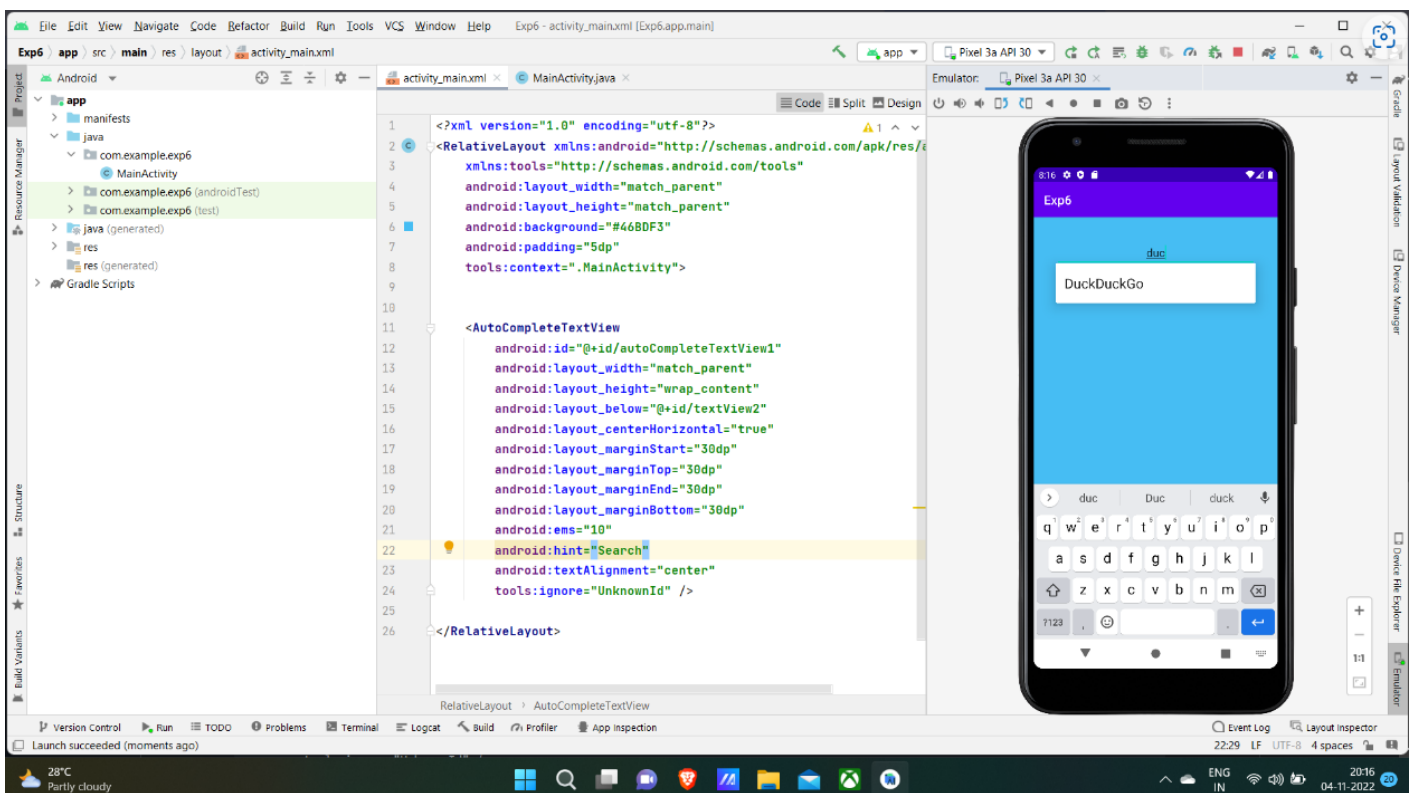 File Edit View Navigate Code Refactor Build Run Tools VCS Window Help Exp6 - activity_main.xml [Exp6.app.main]
Exp6 〉 app 〉 src 〉 main 〉 res 〉 layout 〉 activity_main.xml
app
Pixel 3a API 30
Android
activity_main.xml
MainActivity.java
Emulator: Pixel 3a API 30
Code Split Design
Project
Resource Manager
Structure
Favorites
Build Variants
app
manifests
java
com.example.exp6
MainActivity
com.example.exp6 (androidTest)
com.example.exp6 (test)
java (generated)
res
res (generated)
Gradle Scripts
1 <?xml version="1.0" encoding="utf-8"?>
2 <RelativeLayout xmlns:android="http://schemas.android.com/apk/res/a
3 xmlns:tools="http://schemas.android.com/tools"
4 android:layout_width="match_parent"
5 android:layout_height="match_parent"
6 android:background="#46BDF3"
7 android:padding="5dp"
8 tools:context=".MainActivity">
9
10
11 <AutoCompleteTextView
12 android:id="@+id/autoCompleteTextView1"
13 android:layout_width="match_parent"
14 android:layout_height="wrap_content"
15 android:layout_below="@+id/textView2"
16 android:layout_centerHorizontal="true"
17 android:layout_marginStart="30dp"
18 android:layout_marginTop="30dp"
19 android:layout_marginEnd="30dp"
20 android:layout_marginBottom="30dp"
21 android:ems="10"
22 android:hint="Search"
23 android:textAlignment="center"
24 tools:ignore="UnknownId" />
25
26 </RelativeLayout>
1
RelativeLayout 〉 AutoCompleteTextView
8:16
Exp6
duc
DuckDuckGo
duc Duc duck
q w e r t y u i o p
1 2 3 4 5 6 7 8 9 0
a s d f g h j k l
z x c v b n m
?123 , .
1:1
Gradle
Layout Validation
Device Manager
Device File Explorer
Emulator
Version Control Run TODO Problems Terminal Logcat Build Profiler App Inspection
Event Log Layout Inspector
Launch succeeded (moments ago)
22:29 LF UTF-8 4 spaces
28°C
Partly cloudy
ENG
IN
20:16
04-11-2022
20